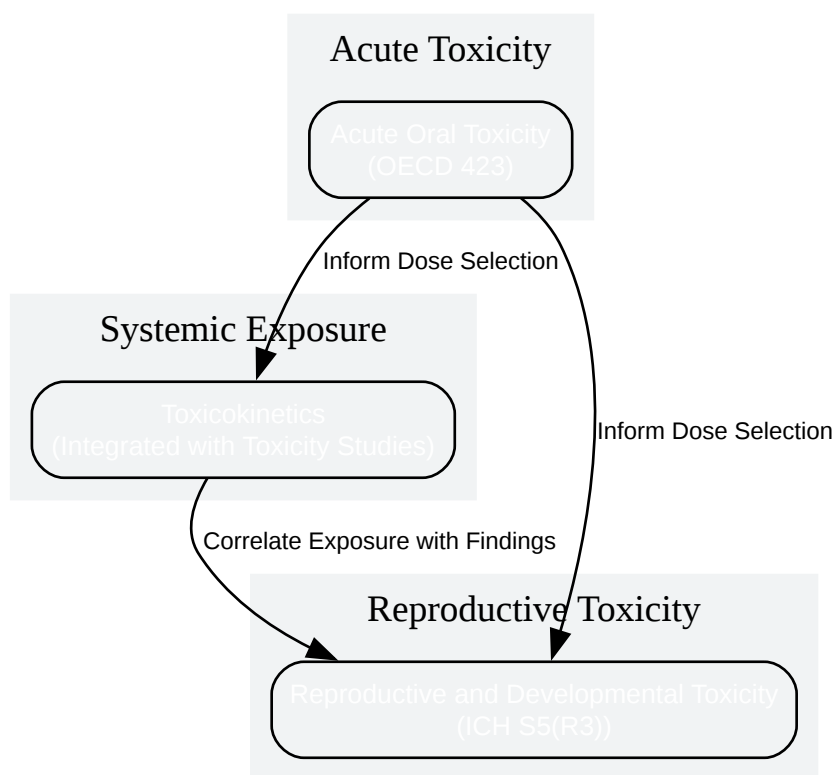 Acute Toxicity
Acute Oral Toxicity
(OECD 423)
Inform Dose Selection
Systemic Exposure
Toxicokinetics
(Integrated with Toxicity Studies)
Inform Dose Selection
Correlate Exposure with Findings
Reproductive Toxicity
Reproductive and Developmental Toxicity
(ICH S5(R3))